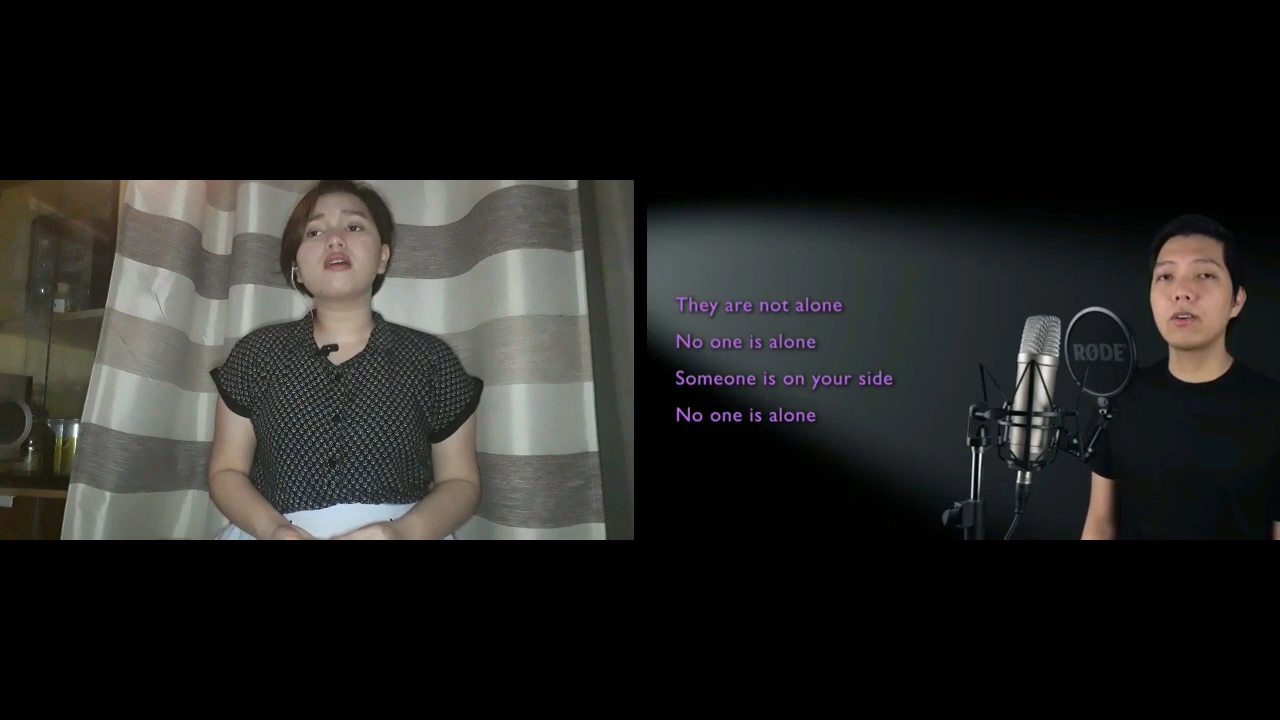 They are not alone
No one is alone
Someone is on your side
No one is alone
RØDE